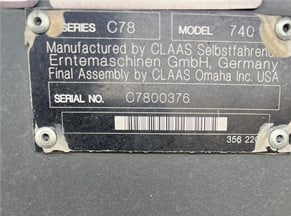 SERIES C78 MODEL 740
Manufactured by CLAAS Selbstfahrende
Erntemaschinen GmbH, Germany
Final Assembly by CLAAS Omaha Inc. USA
SERIAL NO. C7800376
356 220